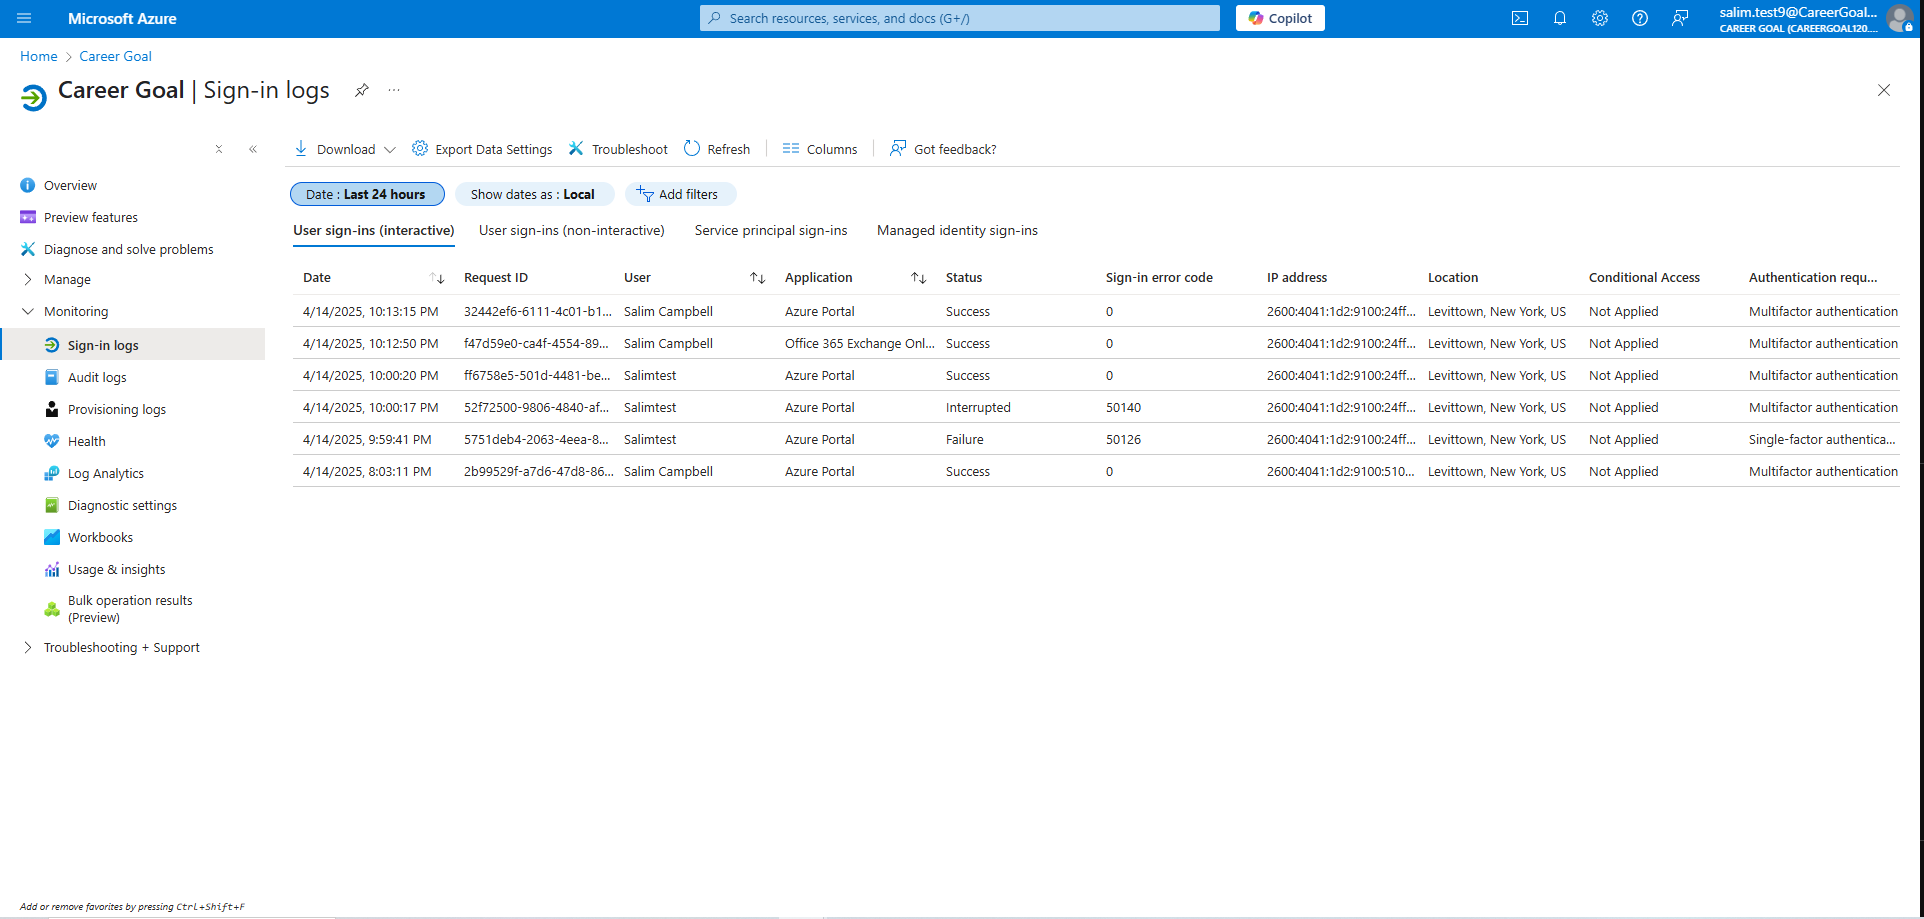 Microsoft Azure
Search resources, services, and docs (G+/)
Copilot
salim.test9@CareerGoal...
CAREER GOAL (CAREERGOAL120....
Home > Career Goal
Career Goal | Sign-in logs
Download
Export Data Settings
Troubleshoot
Refresh
Columns
Got feedback?
Overview
Preview features
Diagnose and solve problems
Manage
Monitoring
Sign-in logs
Audit logs
Provisioning logs
Health
Log Analytics
Diagnostic settings
Workbooks
Usage & insights
Bulk operation results
(Preview)
Troubleshooting + Support
Add or remove favorites by pressing Ctrl+Shift+F
Date : Last 24 hours
Show dates as : Local
Add filters
User sign-ins (interactive)
User sign-ins (non-interactive)
Service principal sign-ins
Managed identity sign-ins
Date Request ID User Application Status Sign-in error code IP address Location Conditional Access Authentication requ...
4/14/2025, 10:13:15 PM 32442ef6-6111-4c01-b1... Salim Campbell Azure Portal Success 0 2600:4041:1d2:9100:24ff... Levittown, New York, US Not Applied Multifactor authentication
4/14/2025, 10:12:50 PM f47d59e0-ca4f-4554-89... Salim Campbell Office 365 Exchange Onl... Success 0 2600:4041:1d2:9100:24ff... Levittown, New York, US Not Applied Multifactor authentication
4/14/2025, 10:00:20 PM ff6758e5-501d-4481-be... Salimtest Azure Portal Success 0 2600:4041:1d2:9100:24ff... Levittown, New York, US Not Applied Multifactor authentication
4/14/2025, 10:00:17 PM 52f72500-9806-4840-af... Salimtest Azure Portal Interrupted 50140 2600:4041:1d2:9100:24ff... Levittown, New York, US Not Applied Multifactor authentication
4/14/2025, 9:59:41 PM 5751deb4-2063-4eea-8... Salimtest Azure Portal Failure 50126 2600:4041:1d2:9100:24ff... Levittown, New York, US Not Applied Single-factor authentica...
4/14/2025, 8:03:11 PM 2b99529f-a7d6-47d8-86... Salim Campbell Azure Portal Success 0 2600:4041:1d2:9100:510... Levittown, New York, US Not Applied Multifactor authentication